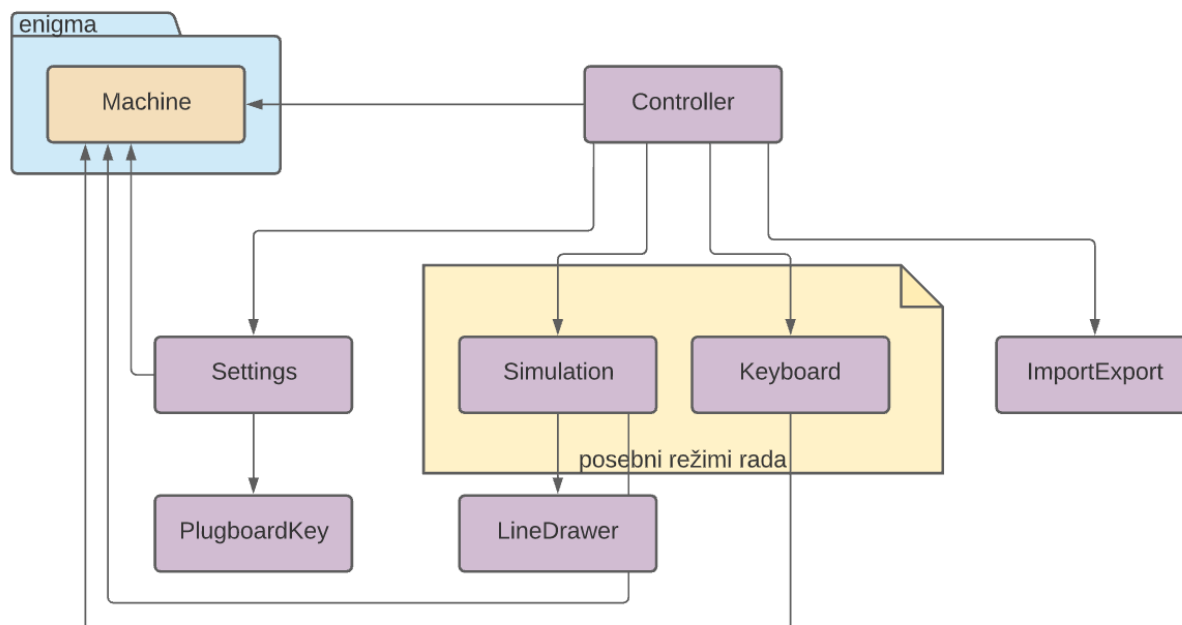 enigma
Machine
Controller
Settings
Simulation
Keyboard
ImportExport
posebni režimi rada
PlugboardKey
LineDrawer